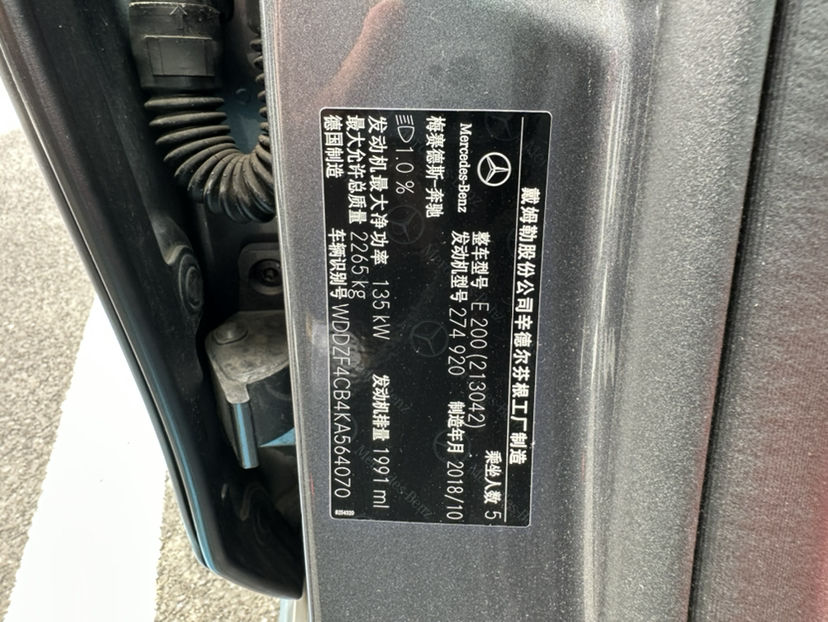 戴姆勒股份公司辛德尔芬根工厂制造
乘坐人数 5
整车型号 E 200 (213042)
Mercedes-Benz
发动机型号 274 920 制造年月 2018/10
梅赛德斯-奔驰
1.0 %
发动机最大净功率 135 kW 发动机排量 1991 ml
最大允许总质量 2265 kg
德国制造 车辆识别号 WDDZF4CB4KA564070